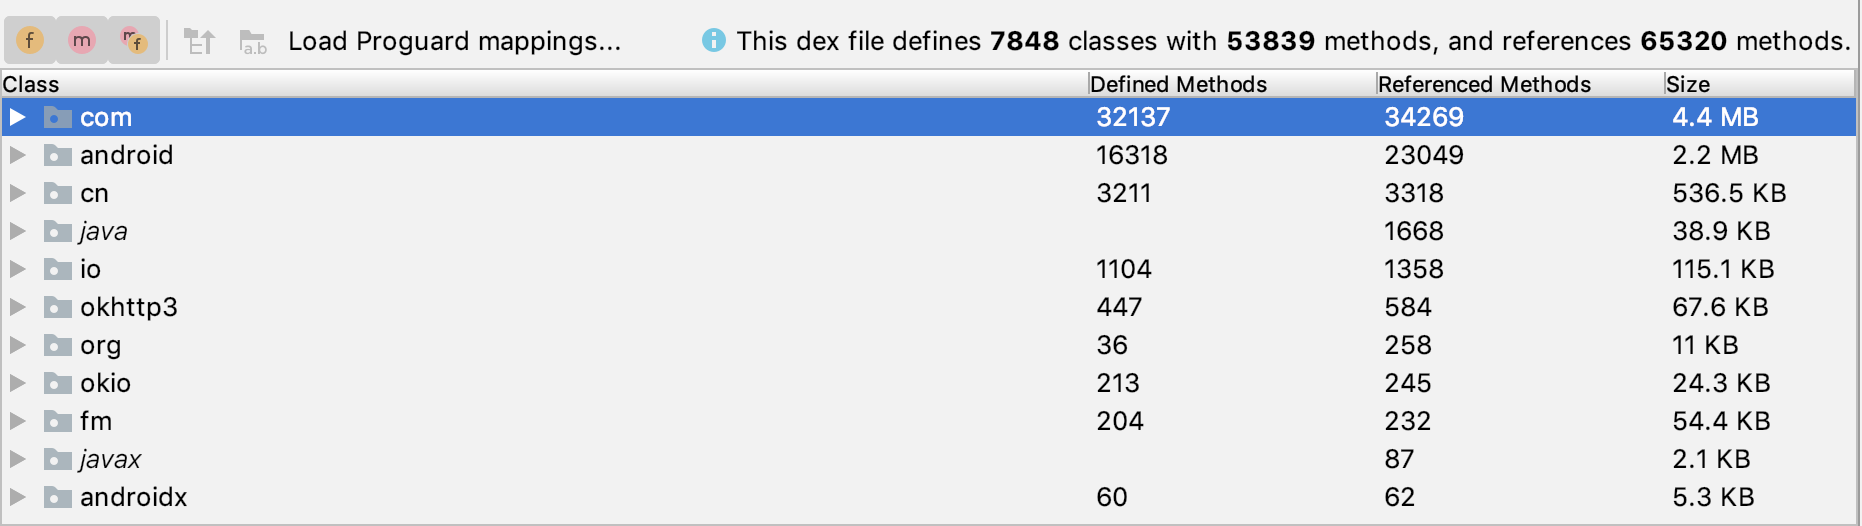 f m m f a.b Load Proguard mappings... This dex file defines 7848 classes with 53839 methods, and references 65320 methods.
Class Defined Methods Referenced Methods Size
com 32137 34269 4.4 MB
android 16318 23049 2.2 MB
cn 3211 3318 536.5 KB
java 1668 38.9 KB
io 1104 1358 115.1 KB
okhttp3 447 584 67.6 KB
org 36 258 11 KB
okio 213 245 24.3 KB
fm 204 232 54.4 KB
javax 87 2.1 KB
androidx 60 62 5.3 KB